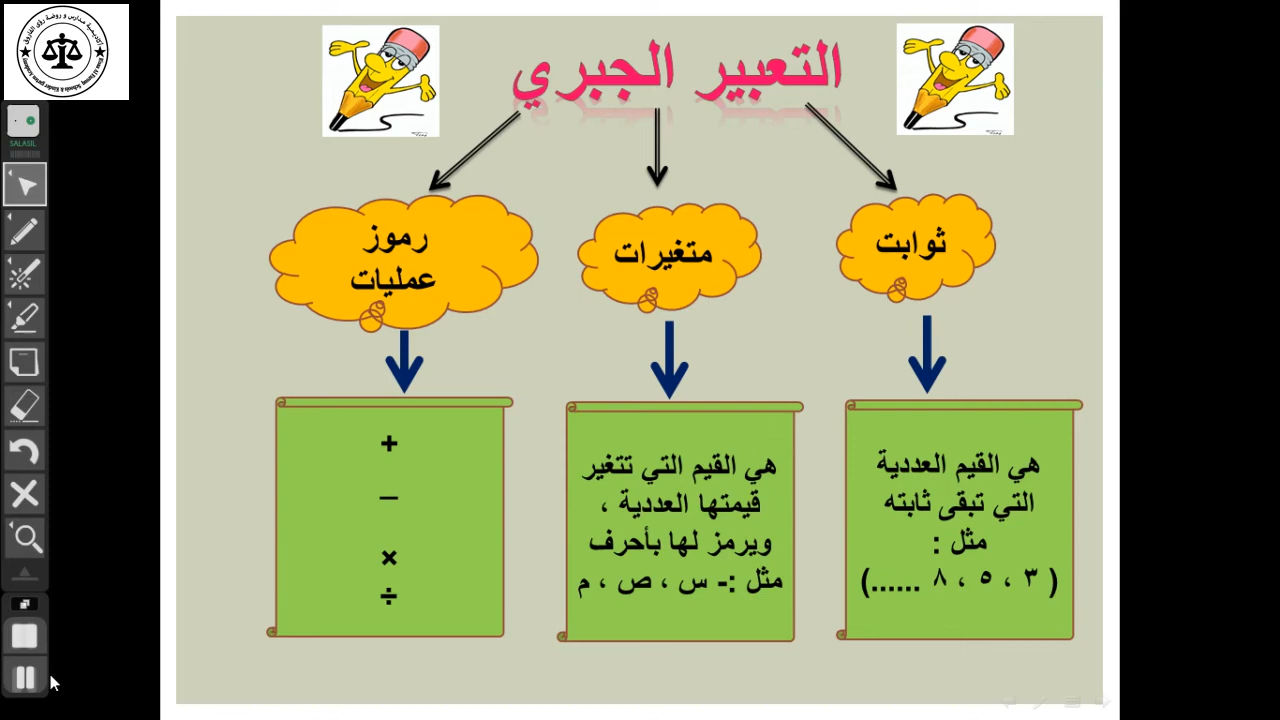 التعبير الجبري
ثوابت
متغيرات
رموز
عمليات
هي القيم العددية
التي تبقى ثابته
مثل :
( ٣ ، ٥ ، ٨ ......)
هي القيم التي تتغير
قيمتها العددية ،
ويرمز لها بأحرف
مثل :- س ، ص ، م
+
–
×
÷
SALASIL